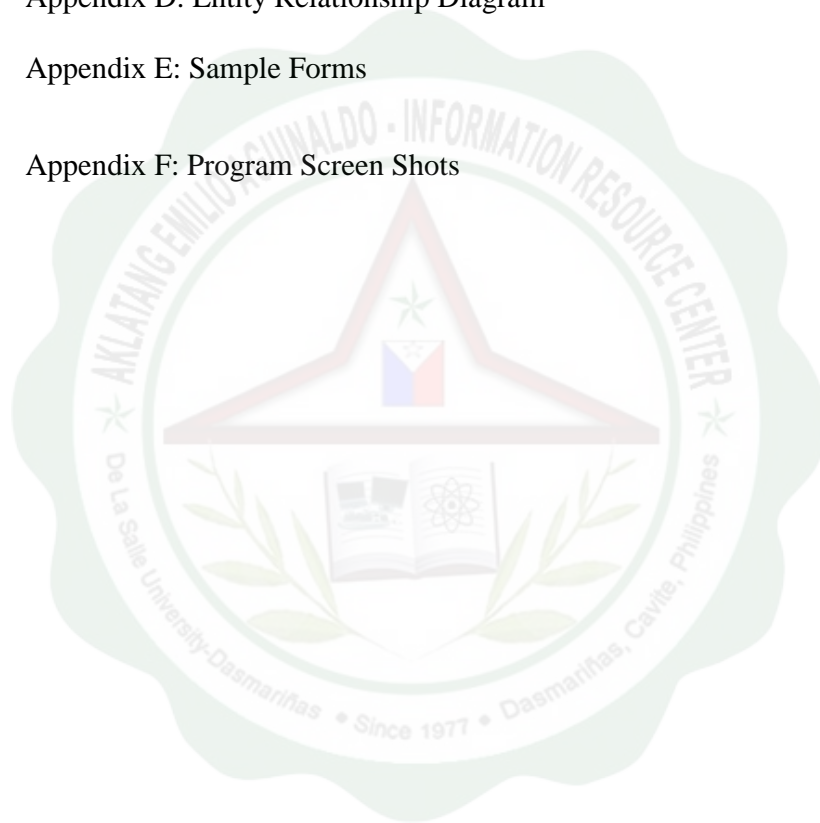 Appendix D: Entity Relationship Diagram
Appendix E: Sample Forms
Appendix F: Program Screen Shots
AKLATANG EMILIO AGUINALDO - INFORMATION RESOURCE CENTER
De La Salle University-Dasmariñas • Since 1977 • Dasmariñas, Cavite, Philippines